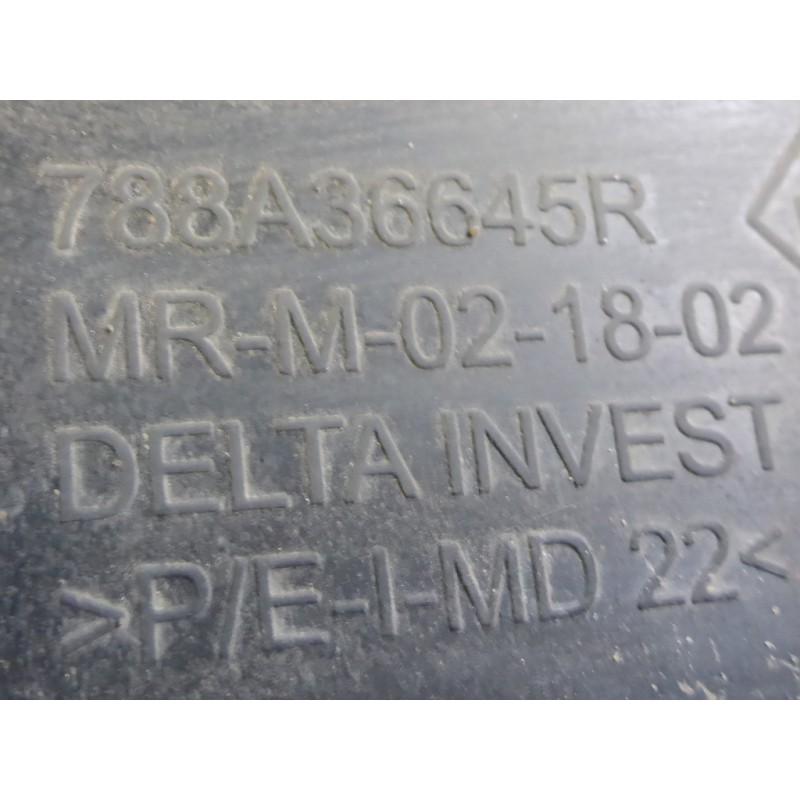 788A36645R
MR-M-02-18-02
DELTA INVEST
>P/E-I-MD 22<